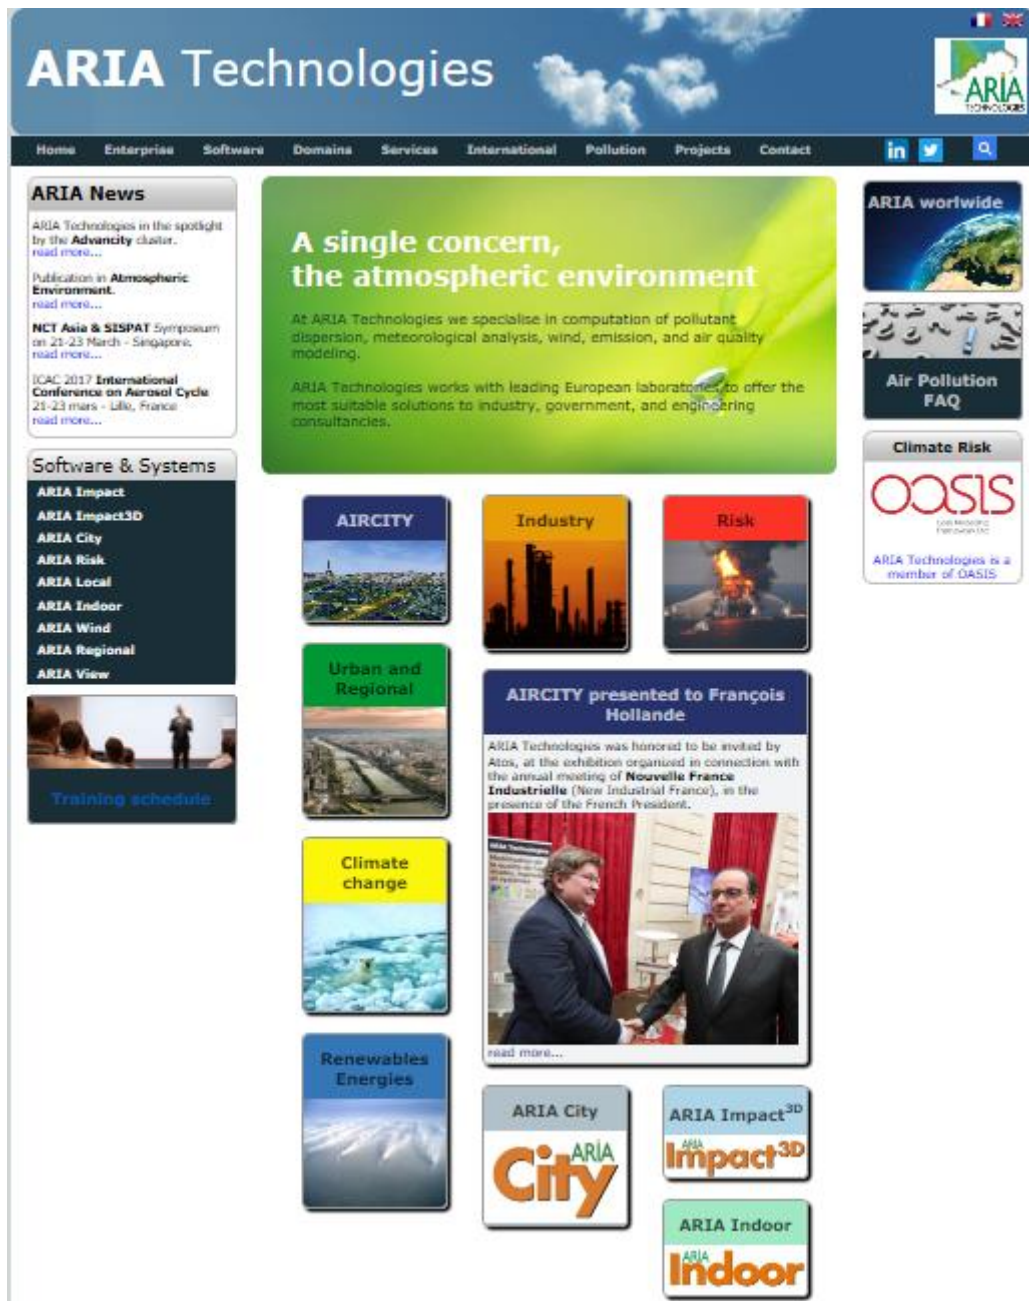 ARIA Technologies
ARIA
TECHNOLOGIES
Home Enterprise Software Domains Services International Pollution Projects Contact
in
ARIA News
ARIA Technologies in the spotlight
by the Advancity cluster.
read more...
Publication in Atmospheric
Environment.
read more...
NCT Asia & SISPAT Symposeum
on 21-23 March - Singapore.
read more...
ICAC 2017 International
Conference on Aerosol Cycle
21-23 mars - Lille, France
read more...
Software & Systems
ARIA Impact
ARIA Impact3D
ARIA City
ARIA Risk
ARIA Local
ARIA Indoor
ARIA Wind
ARIA Regional
ARIA View
Training schedule
A single concern,
the atmospheric environment
At ARIA Technologies we specialise in computation of pollutant
dispersion, meteorological analysis, wind, emission, and air quality
modeling.
ARIA Technologies works with leading European laboratories to offer the
most suitable solutions to industry, government, and engineering
consultancies.
AIRCITY
Industry
Risk
Urban and
Regional
Climate
change
Renewables
Energies
AIRCITY presented to François
Hollande
ARIA Technologies was honored to be invited by
Atos, at the exhibition organized in connection with
the annual meeting of Nouvelle France
Industrielle (New Industrial France), in the
presence of the French President.
ARIA Technologies
read more...
ARIA City
ARIA
City
ARIA Impact3D
ARIA
Impact3D
ARIA Indoor
ARIA
Indoor
ARIA worlwide
Air Pollution
FAQ
Climate Risk
OASIS
Loss Modelling
Framework Ltd
ARIA Technologies is a
member of OASIS